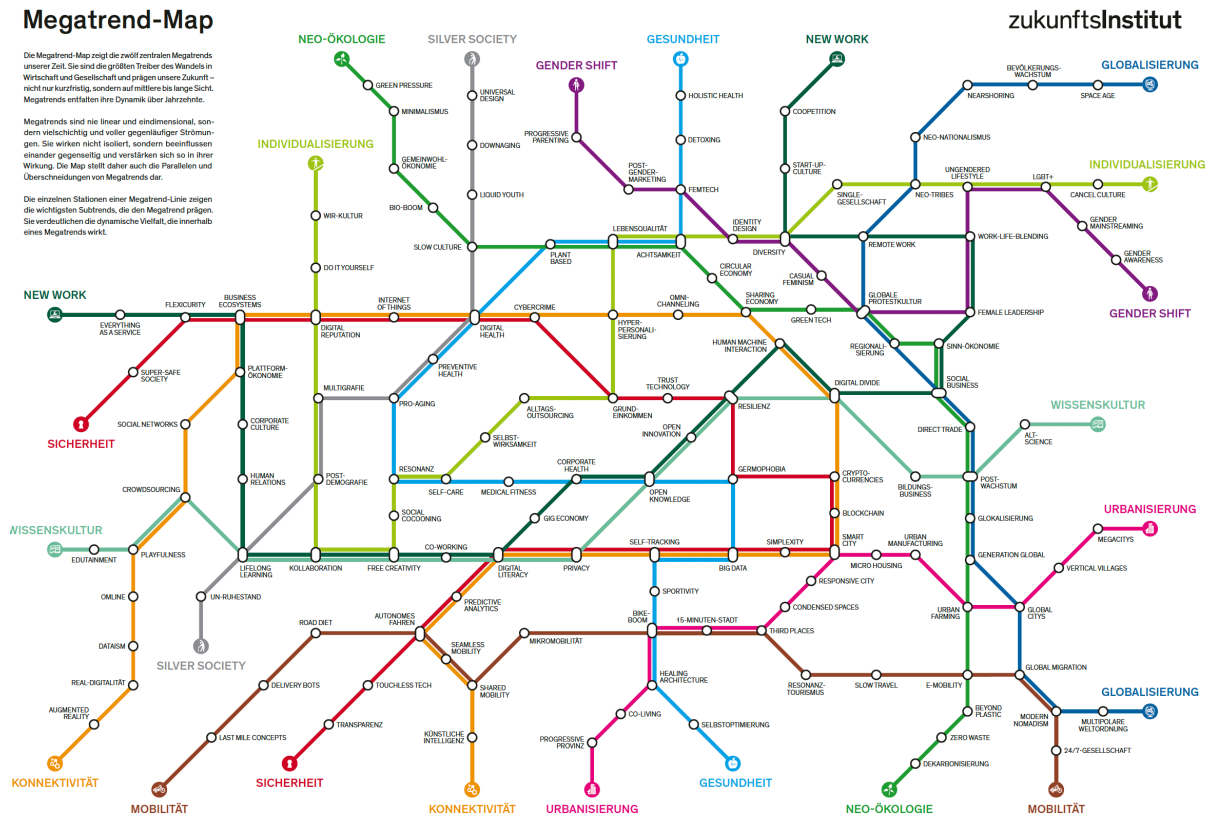 Megatrend-Map
zukunftsInstitut
Die Megatrend-Map zeigt die zwölf zentralen Megatrends
unserer Zeit. Sie sind die größten Treiber des Wandels in
Wirtschaft und Gesellschaft und prägen unsere Zukunft –
nicht nur kurzfristig, sondern auf mittlere bis lange Sicht.
Megatrends entfalten ihre Dynamik über Jahrzehnte.
Megatrends sind nie linear und eindimensional, son-
dern vielschichtig und voller gegenläufiger Strömun-
gen. Sie wirken nicht isoliert, sondern beeinflussen
einander gegenseitig und verstärken sich so in ihrer
Wirkung. Die Map stellt daher auch die Parallelen und
Überschneidungen von Megatrends dar.
Die einzelnen Stationen einer Megatrend-Linie zeigen
die wichtigsten Subtrends, die den Megatrend prägen.
Sie verdeutlichen die dynamische Vielfalt, die innerhalb
eines Megatrends wirkt.
NEO-ÖKOLOGIE
SILVER SOCIETY
GENDER SHIFT
GESUNDHEIT
NEW WORK
GLOBALISIERUNG
BEVÖLKERUNGS-
WACHSTUM
NEARSHORING
SPACE AGE
GREEN PRESSURE
UNIVERSAL
DESIGN
HOLISTIC HEALTH
MINIMALISMUS
COOPETITION
PROGRESSIVE
PARENTING
DOWNAGING
DETOXING
NEO-NATIONALISMUS
INDIVIDUALISIERUNG
GEMEINWOHL-
ÖKONOMIE
POST-
GENDER-
MARKETING
START-UP-
CULTURE
UNGENDERED
LIFESTYLE
LGBT+
INDIVIDUALISIERUNG
LIQUID YOUTH
FEMTECH
SINGLE-
GESELLSCHAFT
NEO-TRIBES
CANCEL CULTURE
BIO-BOOM
WIR-KULTUR
LEBENSQUALITÄT
IDENTITY
DESIGN
GENDER
MAINSTREAMING
SLOW CULTURE
PLANT
BASED
ACHTSAMKEIT
DIVERSITY
REMOTE WORK
WORK-LIFE-BLENDING
GENDER
AWARENESS
DO IT YOURSELF
CIRCULAR
ECONOMY
CASUAL
FEMINISM
NEW WORK
FLEXICURITY
BUSINESS
ECOSYSTEMS
INTERNET
OF THINGS
CYBERCRIME
OMNI-
CHANNELING
SHARING
ECONOMY
GLOBALE
PROTESTKULTUR
FEMALE LEADERSHIP
GENDER SHIFT
EVERYTHING
AS A SERVICE
DIGITAL
REPUTATION
DIGITAL
HEALTH
HYPER-
PERSONALI-
SIERUNG
GREEN TECH
HUMAN MACHINE
INTERACTION
REGIONALI-
SIERUNG
SINN-ÖKONOMIE
SUPER-SAFE
SOCIETY
PLATTFORM-
ÖKONOMIE
PREVENTIVE
HEALTH
MULTIGRAFIE
PRO-AGING
TRUST
TECHNOLOGY
DIGITAL DIVIDE
SOCIAL
BUSINESS
ALLTAGS-
OUTSOURCING
GRUND-
EINKOMMEN
RESILIENZ
WISSENSKULTUR
SICHERHEIT
SOCIAL NETWORKS
CORPORATE
CULTURE
SELBST-
WIRKSAMKEIT
OPEN
INNOVATION
DIRECT TRADE
ALT-
SCIENCE
CROWDSOURCING
HUMAN
RELATIONS
POST-
DEMOGRAFIE
RESONANZ
SELF-CARE
MEDICAL FITNESS
CORPORATE
HEALTH
OPEN
KNOWLEDGE
GERMOPHOBIA
CRYPTO-
CURRENCIES
BILDUNGS-
BUSINESS
POST-
WACHSTUM
SOCIAL
COCOONING
GIG ECONOMY
BLOCKCHAIN
GLOKALISIERUNG
URBANISIERUNG
MEGACITYS
WISSENSKULTUR
EDUTAINMENT
PLAYFULNESS
LIFELONG
LEARNING
KOLLABORATION
FREE CREATIVITY
CO-WORKING
DIGITAL
LITERACY
PRIVACY
SELF-TRACKING
BIG DATA
SIMPLEXITY
SMART
CITY
MICRO HOUSING
URBAN
MANUFACTURING
GENERATION GLOBAL
VERTICAL VILLAGES
OMLINE
UN-RUHESTAND
PREDICTIVE
ANALYTICS
SPORTIVITY
RESPONSIVE CITY
CONDENSED SPACES
URBAN
FARMING
GLOBAL
CITYS
ROAD DIET
AUTONOMES
FAHREN
BIKE-
BOOM
15-MINUTEN-STADT
THIRD PLACES
DATAISM
SILVER SOCIETY
SEAMLESS
MOBILITY
MIKROMOBILITÄT
REAL-DIGITALITÄT
DELIVERY BOTS
TOUCHLESS TECH
SHARED
MOBILITY
HEALING
ARCHITECTURE
RESONANZ-
TOURISMUS
SLOW TRAVEL
E-MOBILITY
GLOBAL MIGRATION
GLOBALISIERUNG
AUGMENTED
REALITY
LAST MILE CONCEPTS
TRANSPARENZ
KÜNSTLICHE
INTELLIGENZ
CO-LIVING
SELBSTOPTIMIERUNG
BEYOND
PLASTIC
MODERN
NOMADISM
MULTIPOLARE
WELTORDNUNG
PROGRESSIVE
PROVINZ
ZERO WASTE
24/7-GESELLSCHAFT
DEKARBONISIERUNG
KONNEKTIVITÄT
SICHERHEIT
GESUNDHEIT
MOBILITÄT
KONNEKTIVITÄT
URBANISIERUNG
NEO-ÖKOLOGIE
MOBILITÄT